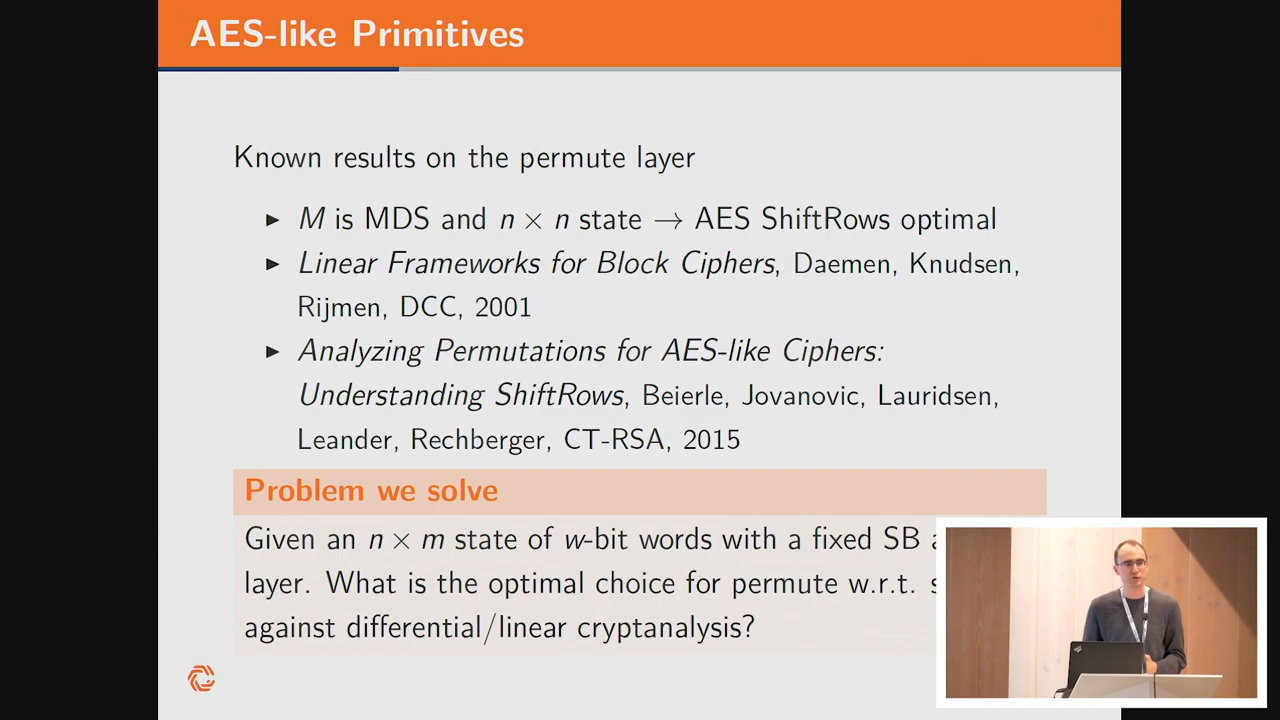 AES-like Primitives
Known results on the permute layer
▶ M is MDS and n × n state → AES ShiftRows optimal
▶ Linear Frameworks for Block Ciphers, Daemen, Knudsen,
Rijmen, DCC, 2001
▶ Analyzing Permutations for AES-like Ciphers:
Understanding ShiftRows, Beierle, Jovanovic, Lauridsen,
Leander, Rechberger, CT-RSA, 2015
Problem we solve
Given an n × m state of w-bit words with a fixed SB
layer. What is the optimal choice for permute w.r.t.
against differential/linear cryptanalysis?